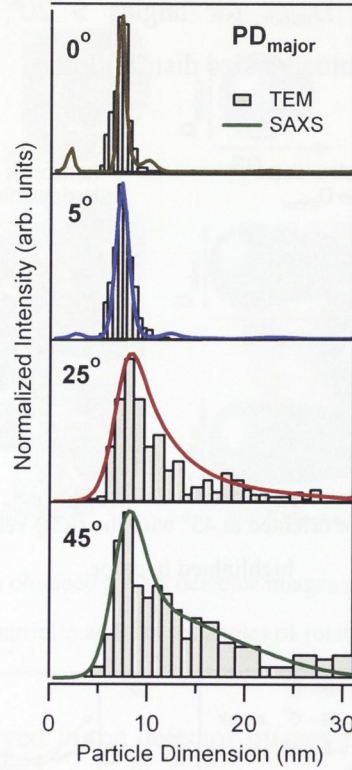 0°
PD major
TEM
SAXS
5°
25°
45°
Normalized Intensity (arb. units)
0 10 20 30
Particle Dimension (nm)